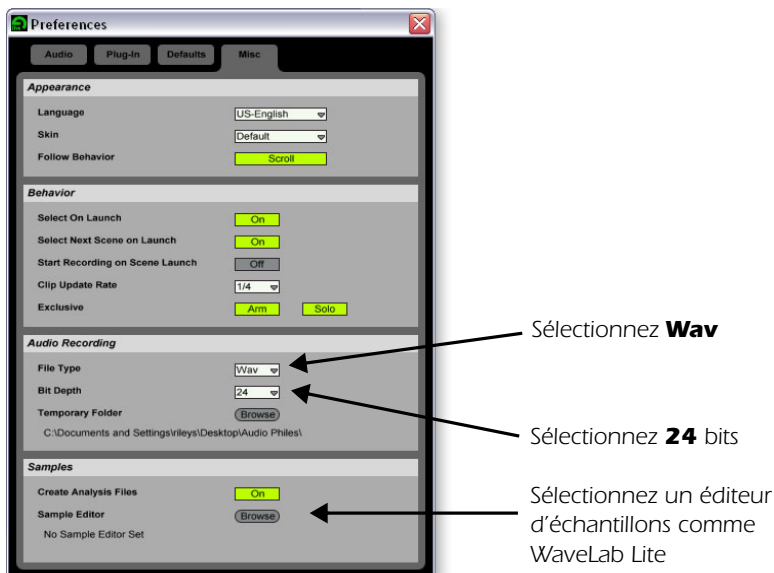 Preferences
Audio Plug-In Defaults Misc
Appearance
Language US-English
Skin Default
Follow Behavior Scroll
Behavior
Select On Launch On
Select Next Scene on Launch On
Start Recording on Scene Launch Off
Clip Update Rate 1/4
Exclusive Arm Solo
Audio Recording
File Type Wav
Sélectionnez Wav
Bit Depth 24
Sélectionnez 24 bits
Temporary Folder Browse
C:\Documents and Settings\rileys\Desktop\Audio Philes\
Samples
Create Analysis Files On
Sample Editor Browse
No Sample Editor Set
Sélectionnez un éditeur
d'échantillons comme
WaveLab Lite